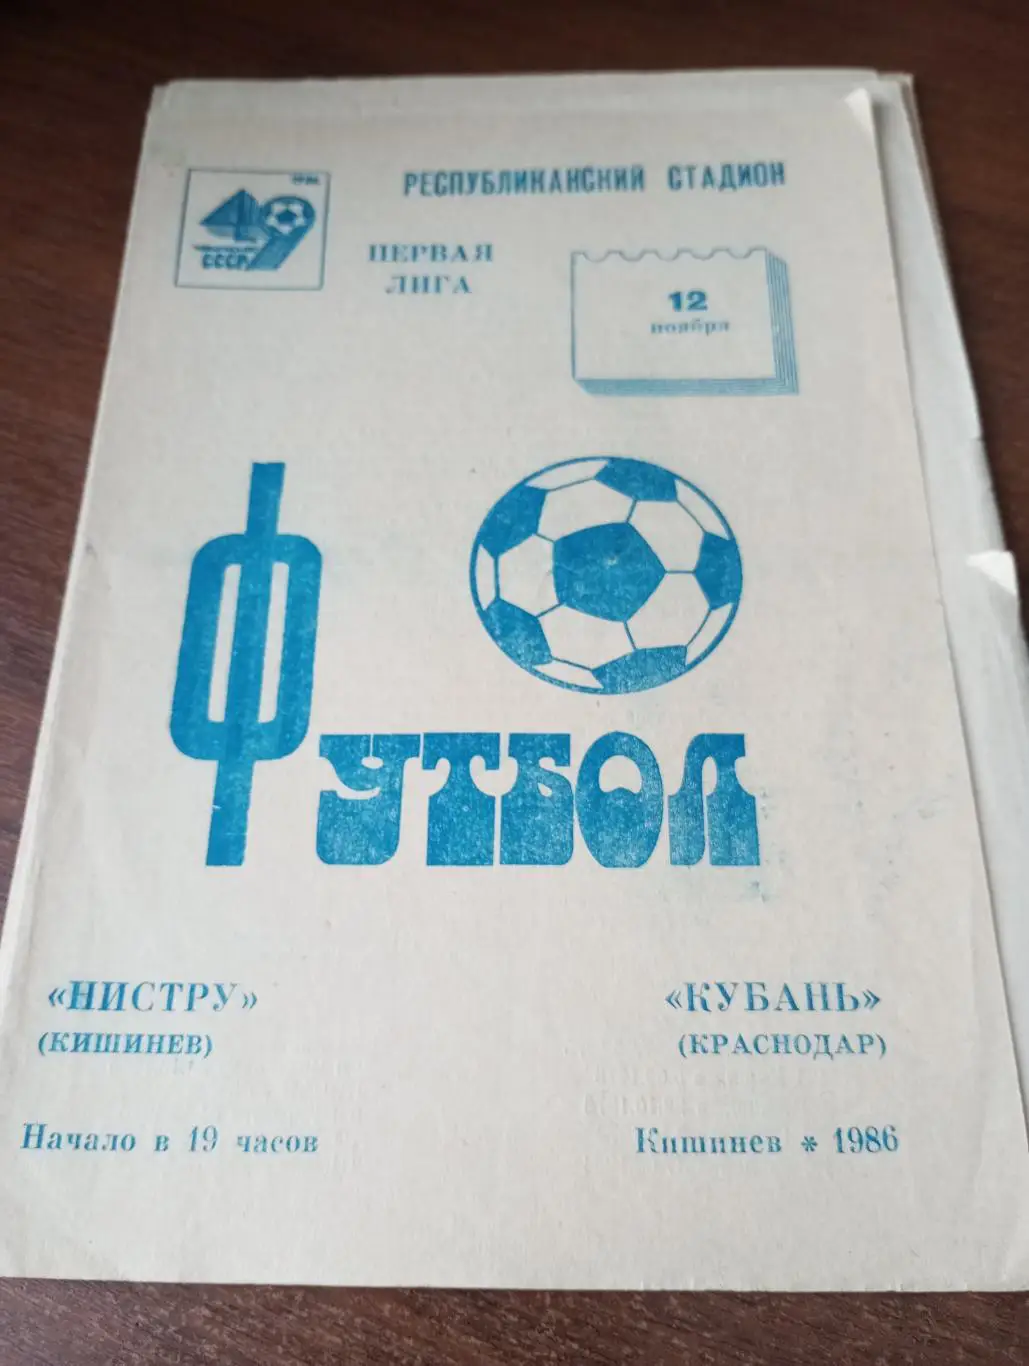 РЕСПУБЛИКАНСКИЙ СТАДИОН
СССР
ПЕРВАЯ
ЛИГА
12
ноября
ФУТБОЛ
«НИСТРУ»
(КИШИНЕВ)
«КУБАНЬ»
(КРАСНОДАР)
Начало в 19 часов
Кишинев * 1986